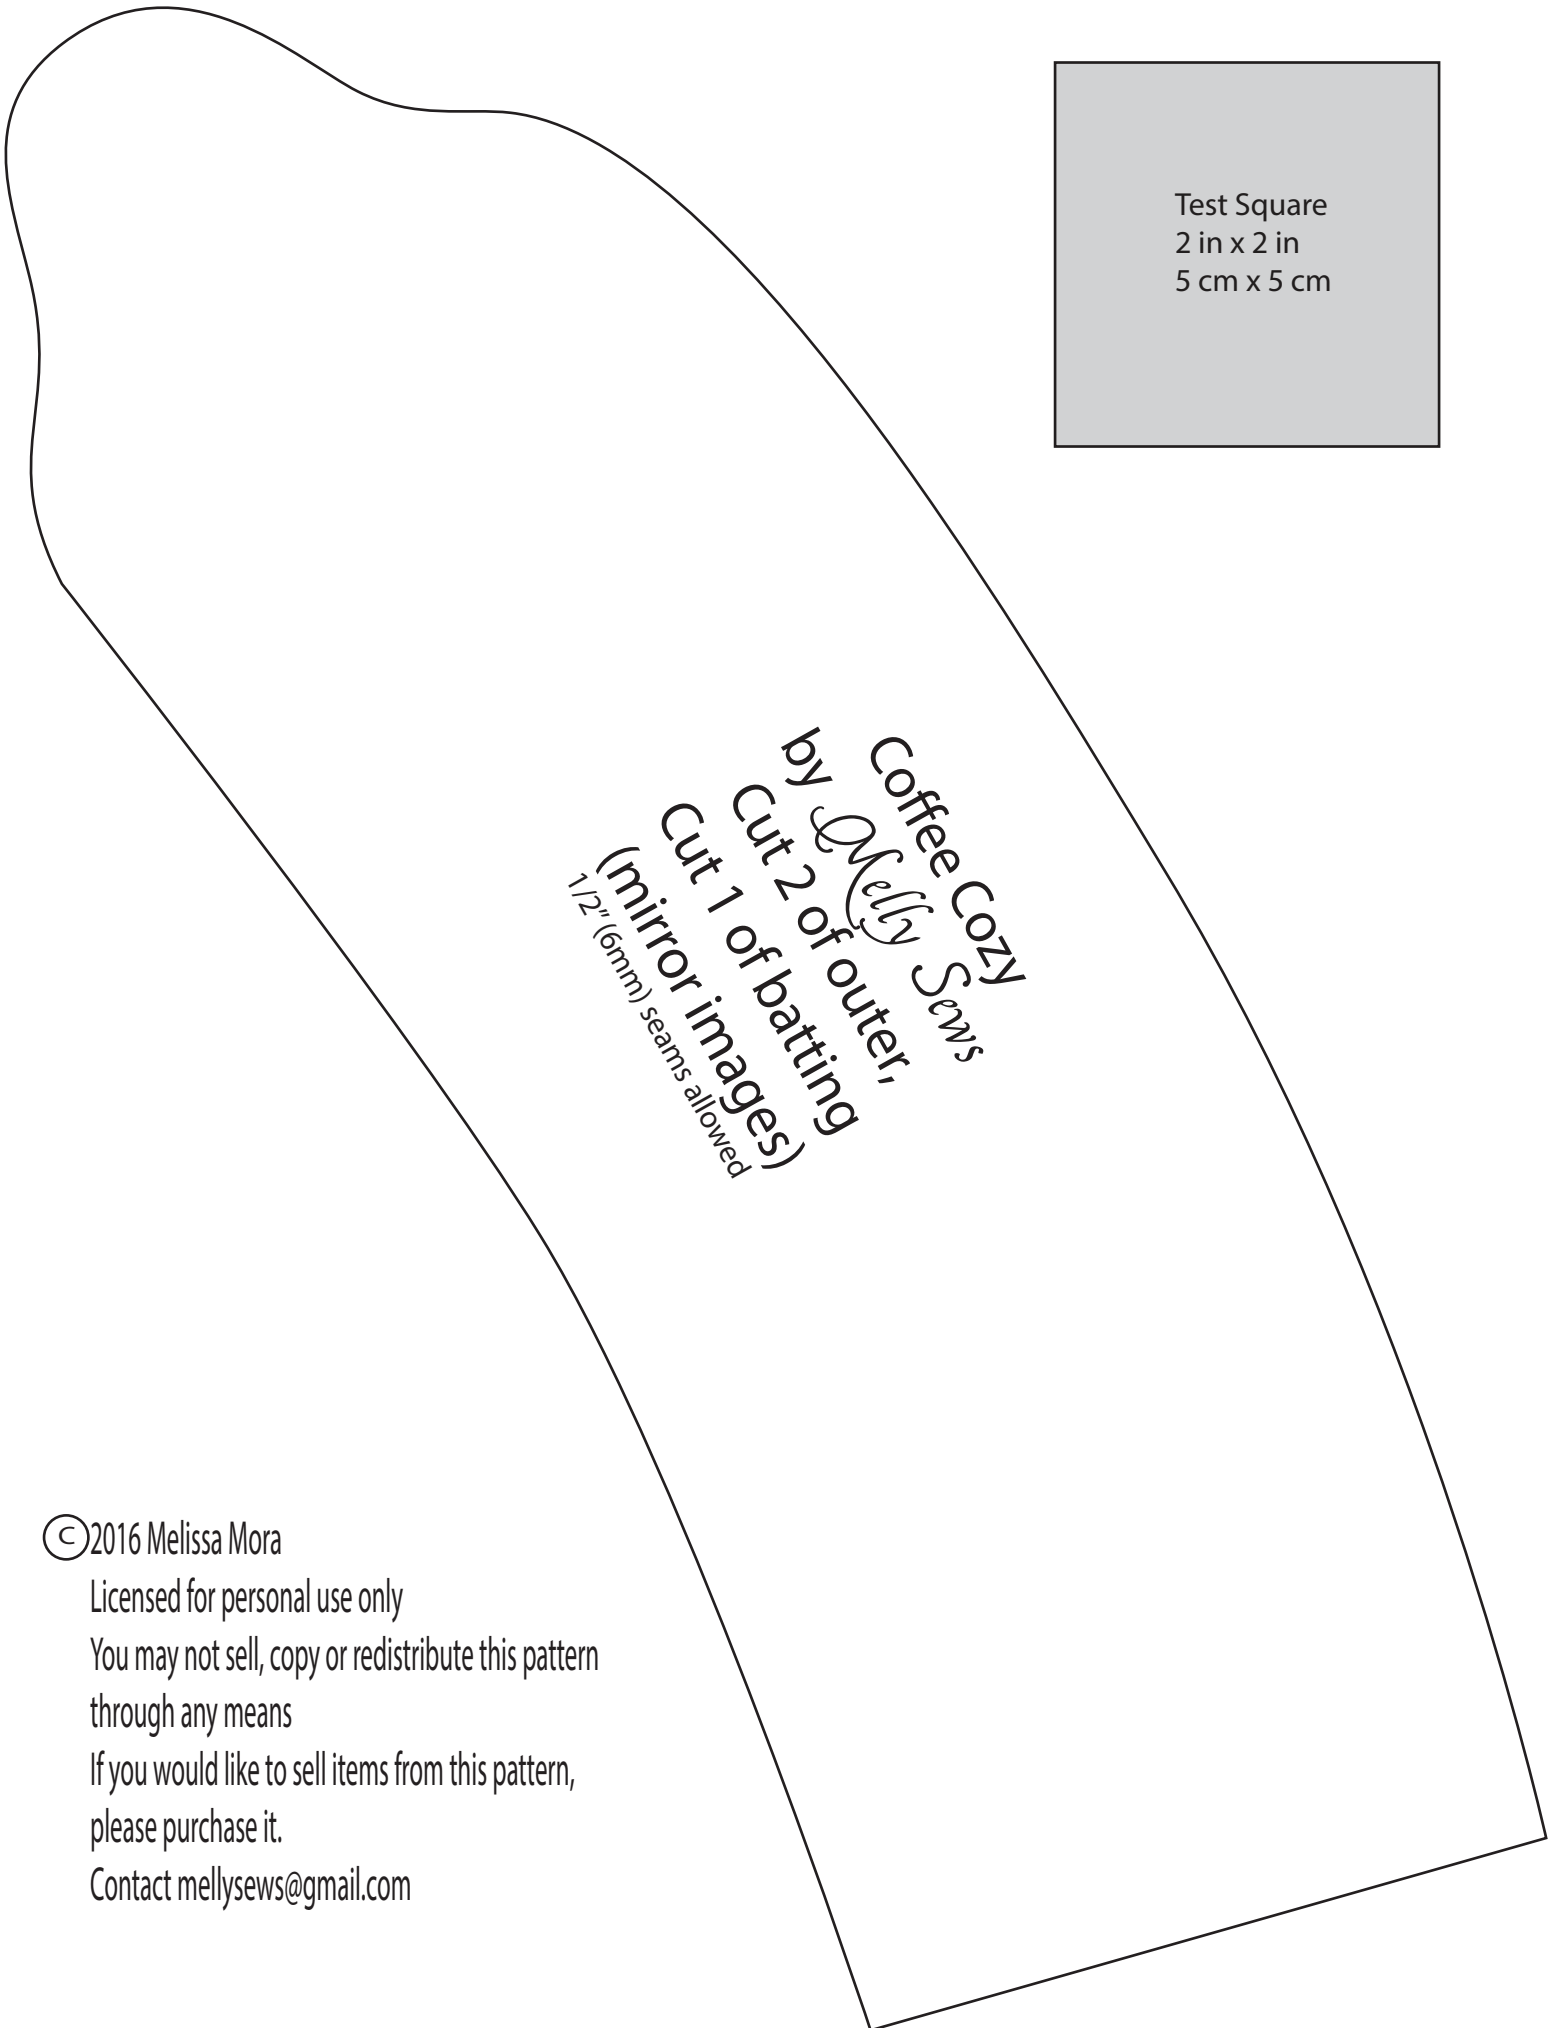 Test Square
2 in x 2 in
5 cm x 5 cm
Coffee Cozy
by Melly Sews
Cut 2 of outer,
Cut 1 of batting
(mirror images)
1/2" (6mm) seams allowed
©2016 Melissa Mora
Licensed for personal use only
You may not sell, copy or redistribute this pattern
through any means
If you would like to sell items from this pattern,
please purchase it.
Contact mellysews@gmail.com